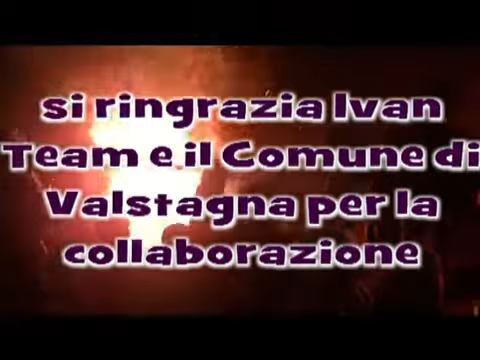 si ringrazia Ivan
Team e il Comune di
Valstagna per la
collaborazione